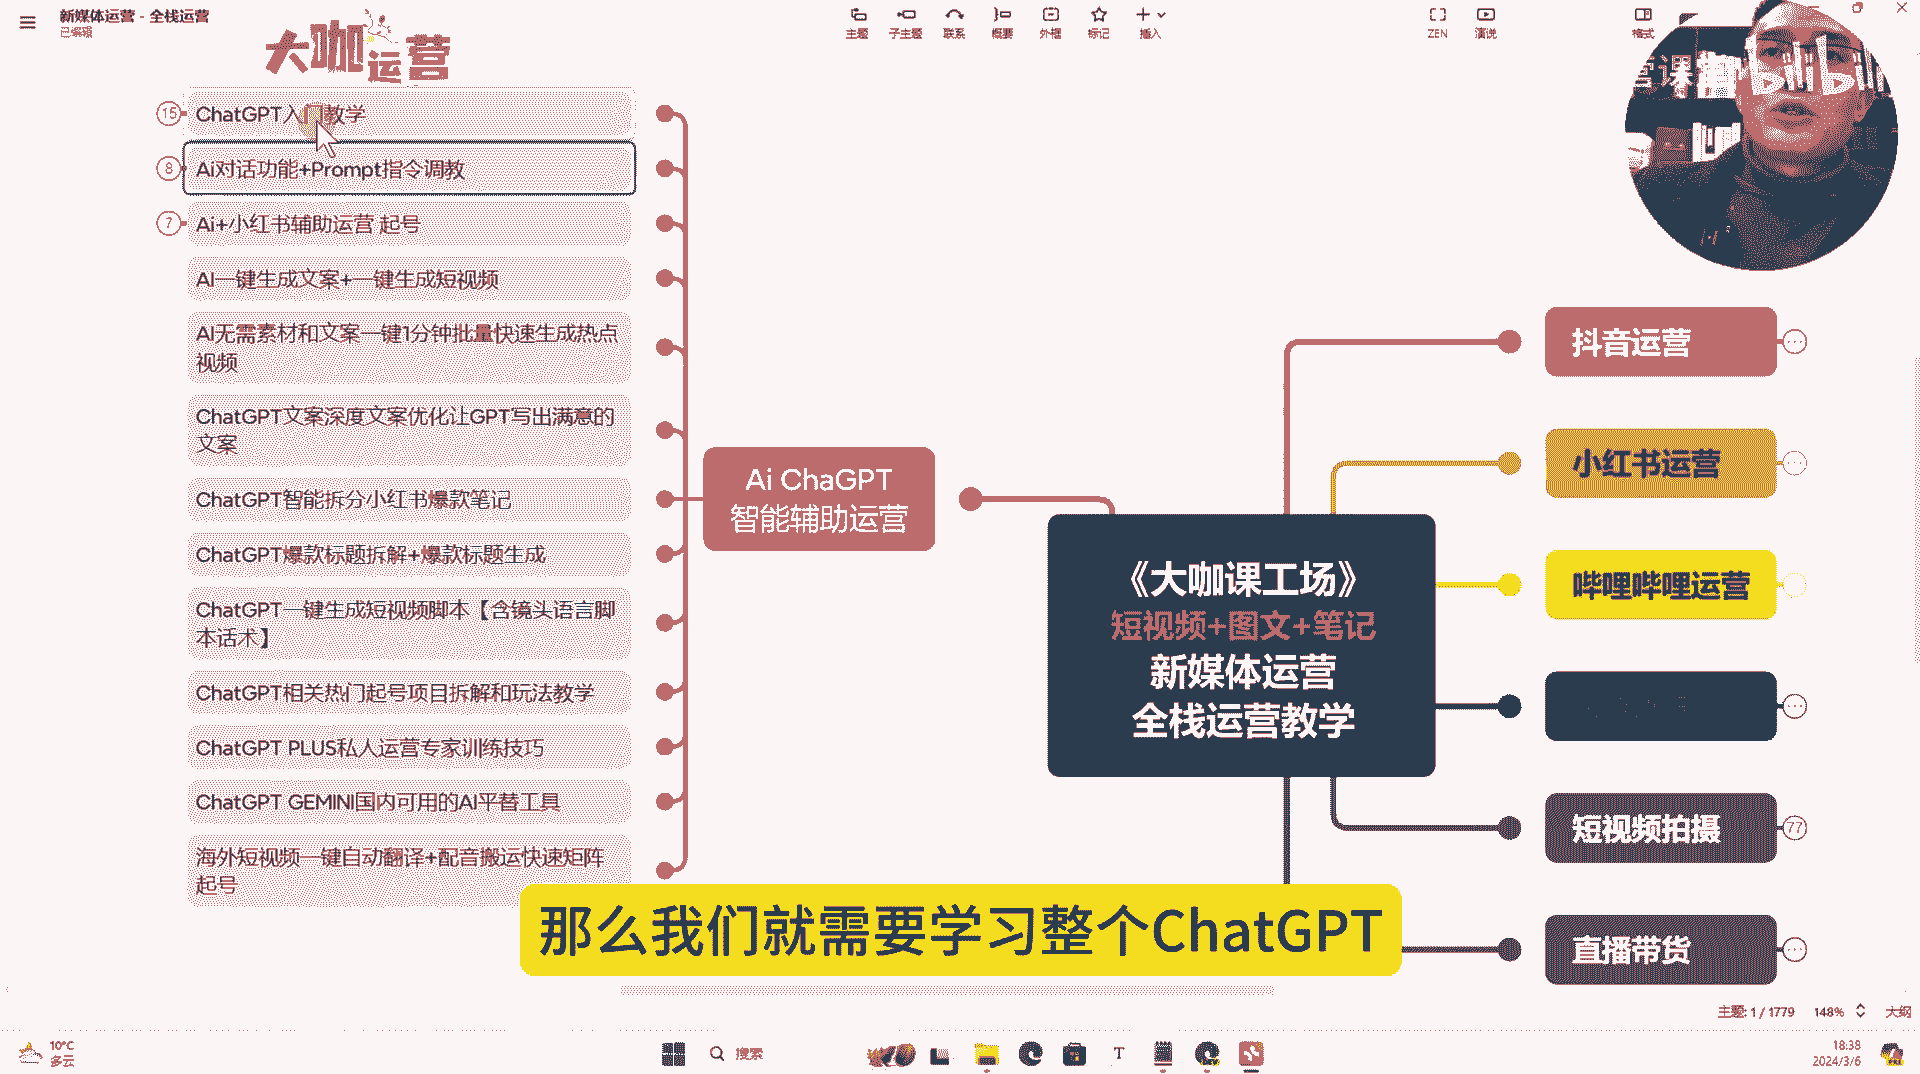 新媒体运营 - 全栈运营
已编辑
大咖运营
主题
子主题
联系
概要
外框
标记
插入
ZEN
演说
格式
营课
bilibili
15
ChatGPT入门教学
8
Ai对话功能+Prompt指令调教
7
Ai+小红书辅助运营 起号
AI一键生成文案+一键生成短视频
AI无需素材和文案一键1分钟批量快速生成热点
视频
ChatGPT文案深度文案优化让GPT写出满意的
文案
ChatGPT智能拆分小红书爆款笔记
ChatGPT爆款标题拆解+爆款标题生成
ChatGPT一键生成短视频脚本【含镜头语言脚
本话术】
ChatGPT相关热门起号项目拆解和玩法教学
ChatGPT PLUS私人运营专家训练技巧
ChatGPT GEMINI国内可用的AI平替工具
海外短视频一键自动翻译+配音搬运快速矩阵
起号
Ai ChaGPT
智能辅助运营
《大咖课工场》
短视频+图文+笔记
新媒体运营
全栈运营教学
抖音运营
小红书运营
哔哩哔哩运营
短视频拍摄
77
直播带货
那么我们就需要学习整个ChatGPT
主题: 1 / 1779
148%
大纲
10°C
多云
搜索
18:38
2024/3/6